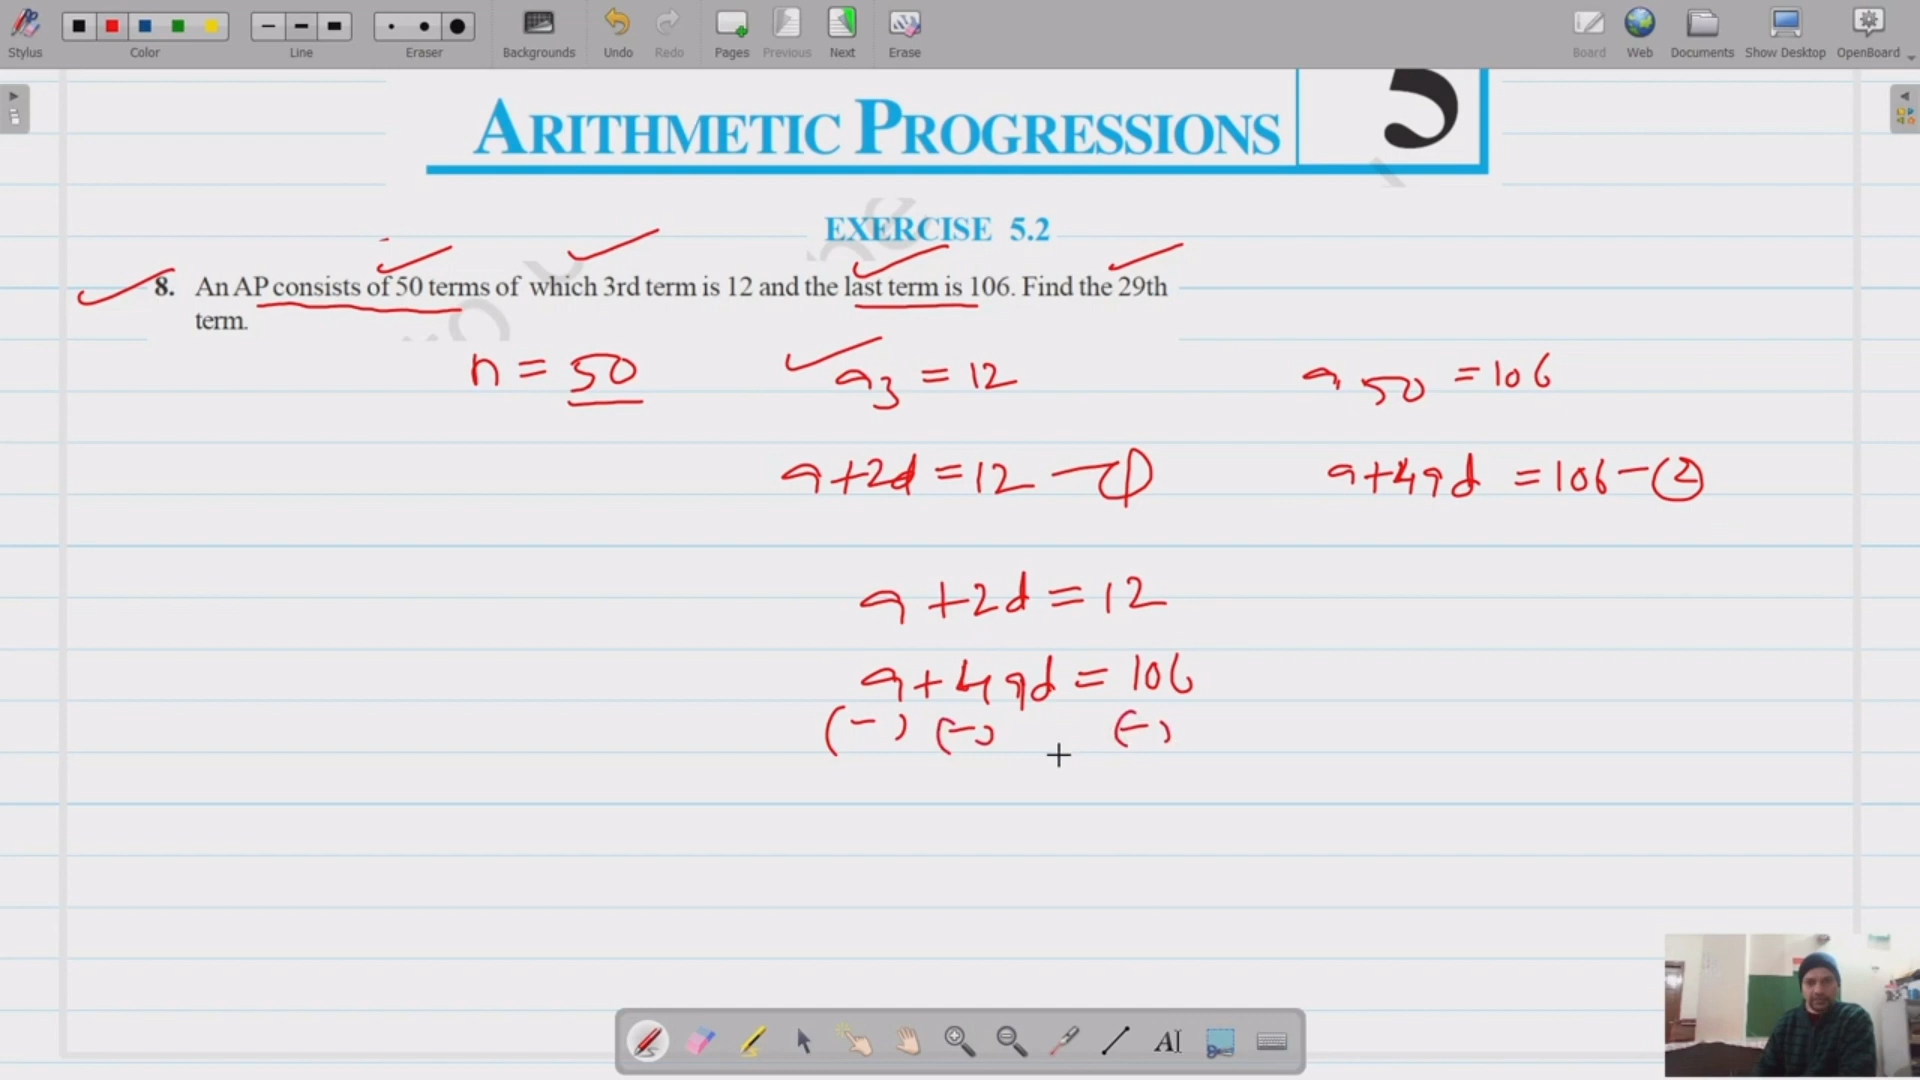 Stylus Color Line Eraser Backgrounds Undo Redo Pages Previous Next Erase Board Web Documents Show Desktop OpenBoard
ARITHMETIC PROGRESSIONS 5
EXERCISE 5.2
8. An AP consists of 50 terms of which 3rd term is 12 and the last term is 106. Find the 29th
term.
n = 50 a3 = 12 a50 = 106
a+2d = 12 — 1 a+49d = 106 — 2
a+2d = 12
a+49d = 106
(-) (-) (-)
AI